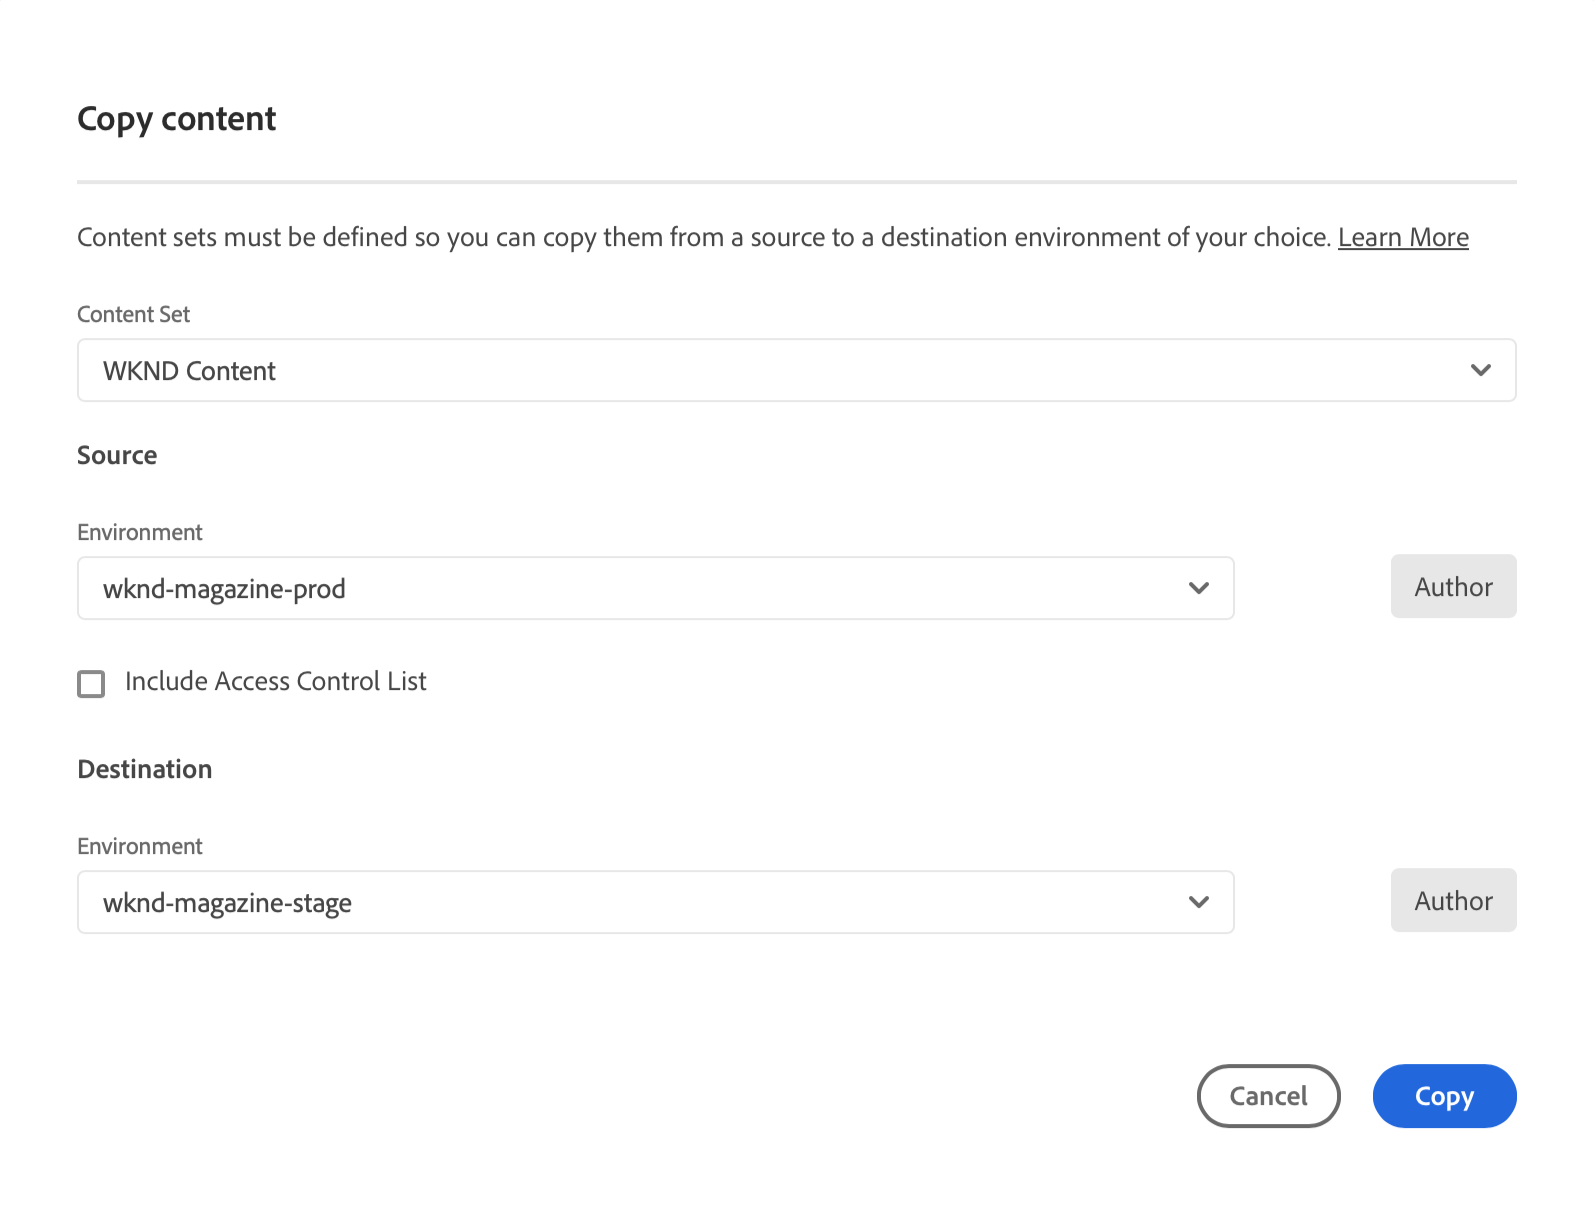 Copy content
Content sets must be defined so you can copy them from a source to a destination environment of your choice. Learn More
Content Set
WKND Content
Source
Environment
wknd-magazine-prod
Author
Include Access Control List
Destination
Environment
wknd-magazine-stage
Author
Cancel
Copy